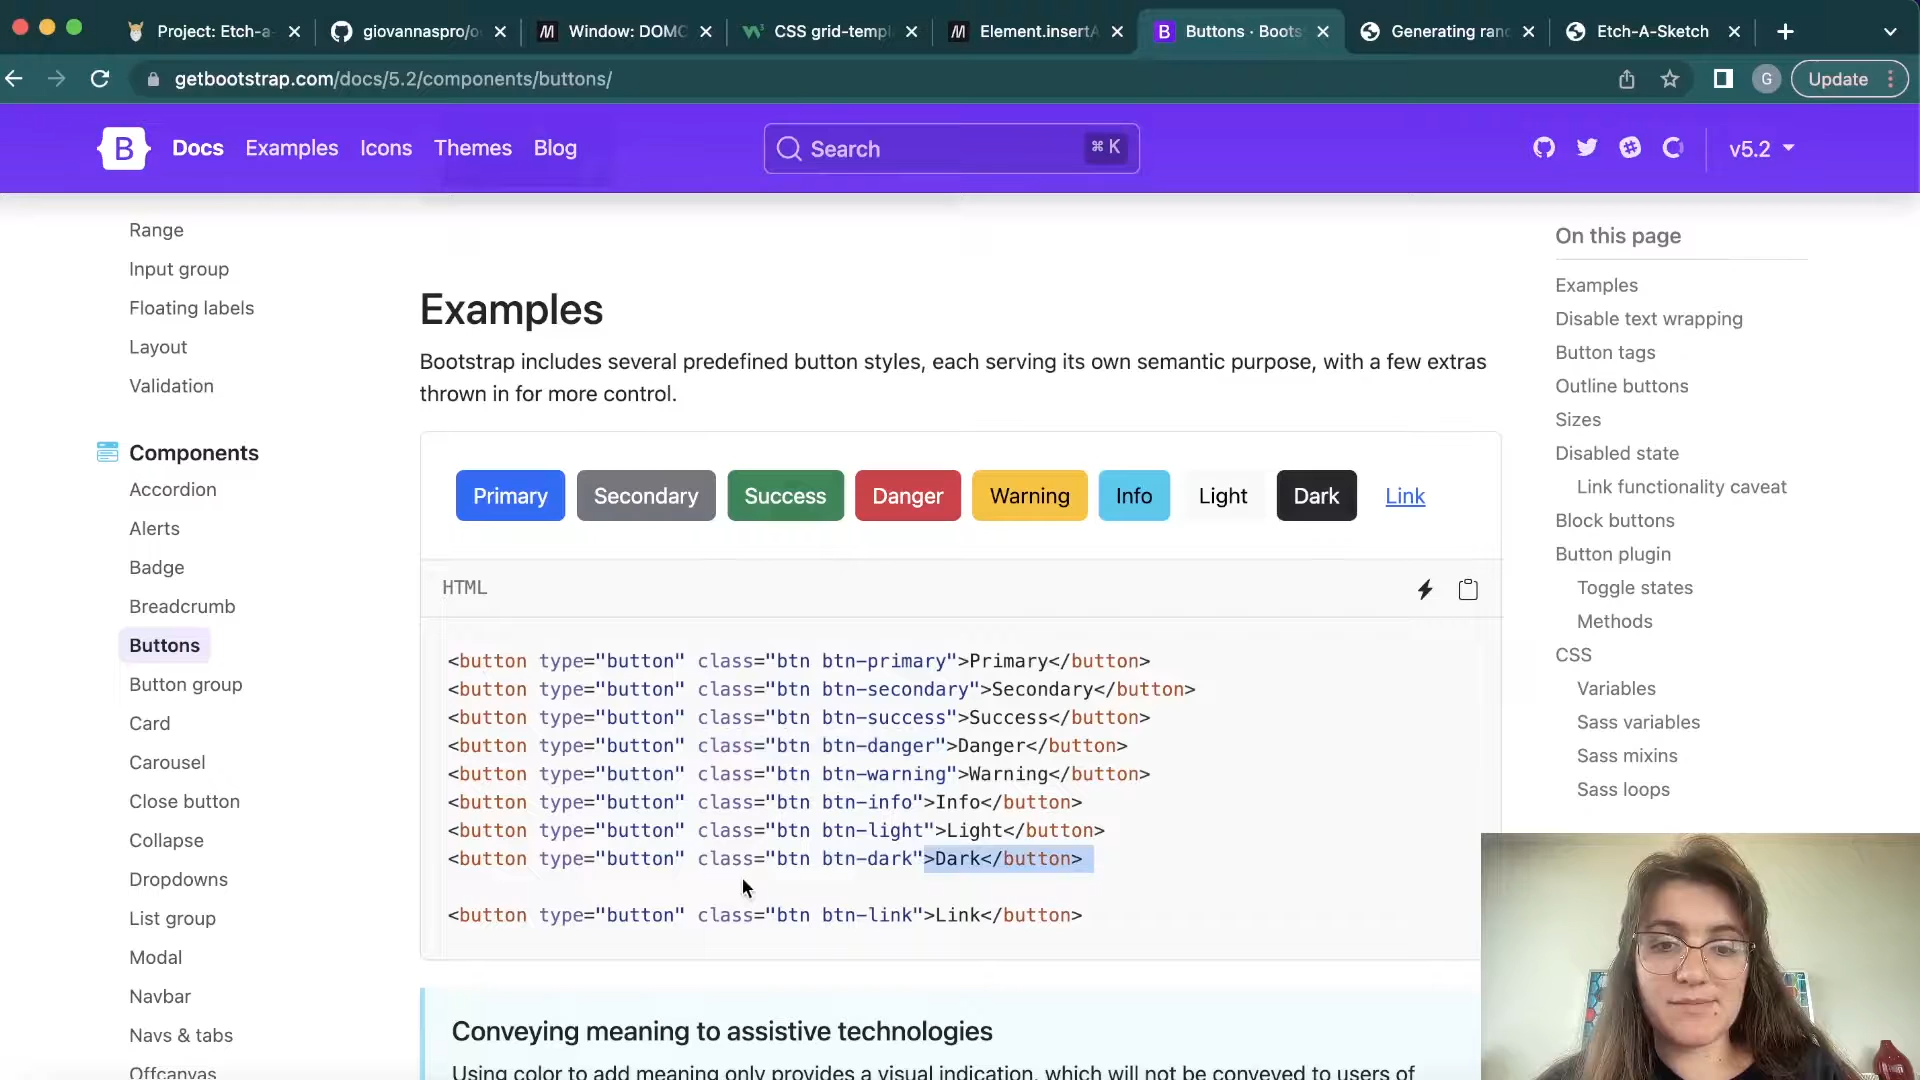 Project: Etch-a-
giovannaspro/o
Window: DOMC
CSS grid-templ
Element.insertA
Buttons · Boots
Generating ran
Etch-A-Sketch
getbootstrap.com/docs/5.2/components/buttons/
G
Update
B
Docs
Examples
Icons
Themes
Blog
Search
⌘ K
v5.2
Range
Input group
Floating labels
Layout
Validation
Components
Accordion
Alerts
Badge
Breadcrumb
Buttons
Button group
Card
Carousel
Close button
Collapse
Dropdowns
List group
Modal
Navbar
Navs & tabs
Offcanvas
Examples
Bootstrap includes several predefined button styles, each serving its own semantic purpose, with a few extras
thrown in for more control.
Primary
Secondary
Success
Danger
Warning
Info
Light
Dark
Link
HTML
<button type="button" class="btn btn-primary">Primary</button>
<button type="button" class="btn btn-secondary">Secondary</button>
<button type="button" class="btn btn-success">Success</button>
<button type="button" class="btn btn-danger">Danger</button>
<button type="button" class="btn btn-warning">Warning</button>
<button type="button" class="btn btn-info">Info</button>
<button type="button" class="btn btn-light">Light</button>
<button type="button" class="btn btn-dark">Dark</button>
<button type="button" class="btn btn-link">Link</button>
Conveying meaning to assistive technologies
Using color to add meaning only provides a visual indication, which will not be conveyed to users of
On this page
Examples
Disable text wrapping
Button tags
Outline buttons
Sizes
Disabled state
Link functionality caveat
Block buttons
Button plugin
Toggle states
Methods
CSS
Variables
Sass variables
Sass mixins
Sass loops